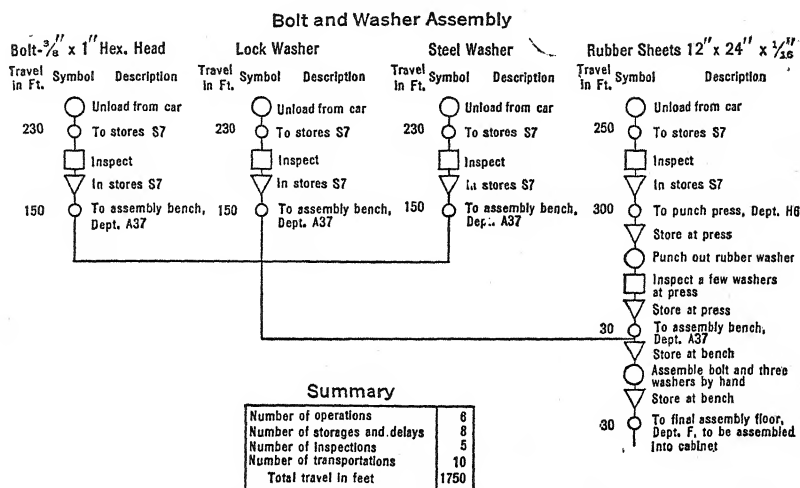 Bolt and Washer Assembly
Bolt-3/8" x 1" Hex. Head
Travel in Ft. Symbol Description
Unload from car
230 To stores S7
Inspect
In stores S7
150 To assembly bench,
Dept. A37
Lock Washer
Travel in Ft. Symbol Description
Unload from car
230 To stores S7
Inspect
In stores S7
150 To assembly bench,
Dept. A37
Steel Washer
Travel in Ft. Symbol Description
Unload from car
230 To stores S7
Inspect
In stores S7
150 To assembly bench,
Dept. A37
Rubber Sheets 12" x 24" x 1/16"
Travel in Ft. Symbol Description
Unload from car
250 To stores S7
Inspect
In stores S7
300 To punch press, Dept. H6
Store at press
Punch out rubber washer
Inspect a few washers
at press
Store at press
30 To assembly bench,
Dept. A37
Store at bench
Assemble bolt and three
washers by hand
Store at bench
30 To final assembly floor,
Dept. F, to be assembled
into cabinet
Summary
Number of operations 6
Number of storages and delays 8
Number of inspections 5
Number of transportations 10
Total travel in feet 1750